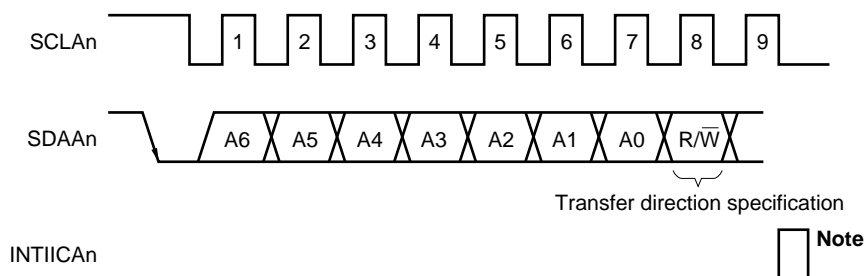 SCLAn 1 2 3 4 5 6 7 8 9
SDAAn A6 A5 A4 A3 A2 A1 A0 R/W̅
Transfer direction specification
INTIICAn Note